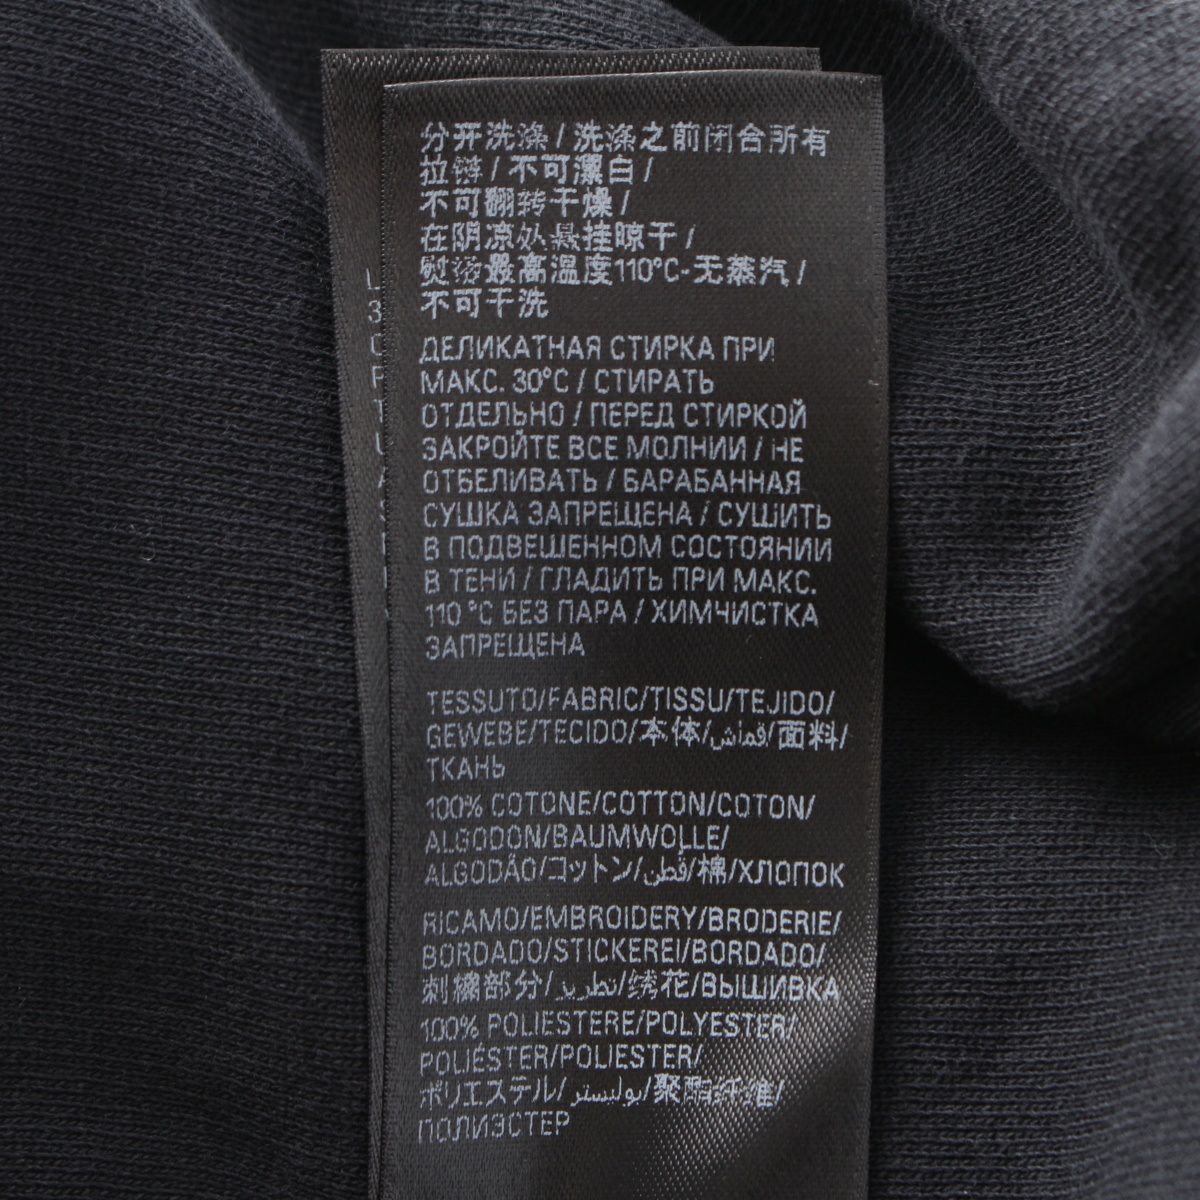 分开洗涤 / 洗涤之前闭合所有
拉链 / 不可漂白 /
不可翻转干燥 /
在阴凉处悬挂晾干 /
熨烫最高温度110°C-无蒸汽 /
不可干洗
ДЕЛИКАТНАЯ СТИРКА ПРИ
МАКС. 30°C / СТИРАТЬ
ОТДЕЛЬНО / ПЕРЕД СТИРКОЙ
ЗАКРОЙТЕ ВСЕ МОЛНИИ / НЕ
ОТБЕЛИВАТЬ / БАРАБАННАЯ
СУШКА ЗАПРЕЩЕНА / СУШИТЬ
В ПОДВЕШЕННОМ СОСТОЯНИИ
В ТЕНИ / ГЛАДИТЬ ПРИ МАКС.
110 °C БЕЗ ПАРА / ХИМЧИСТКА
ЗАПРЕЩЕНА
TESSUTO/FABRIC/TISSU/TEJIDO/
GEWEBE/TECIDO/本体/قماش/面料/
ТКАНЬ
100% COTONE/COTTON/COTON/
ALGODON/BAUMWOLLE/
ALGODÃO/コットン/قطن/棉/ХЛОПОК
RICAMO/EMBROIDERY/BRODERIE/
BORDADO/STICKEREI/BORDADO/
刺繍部分/تطريز/绣花/ВЫШИВКА
100% POLIESTERE/POLYESTER/
POLIÉSTER/POLIESTER/
ポリエステル/بوليستر/聚酯纤维/
ПОЛИЭСТЕР